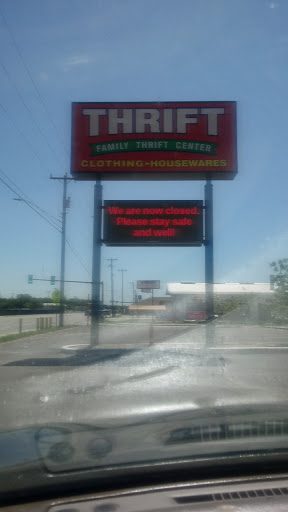 THRIFT
FAMILY THRIFT CENTER
CLOTHING-HOUSEWARES
We are now closed.
Please stay safe
and well!